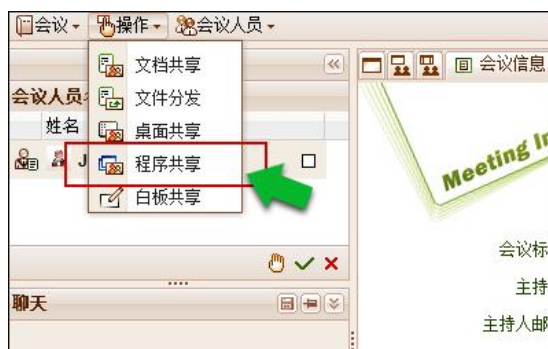 会议 操作 会议人员
文档共享
会议信息
会议人员
文件分发
姓名
桌面共享
J
程序共享
Meeting In
白板共享
会议标
主持
聊天
主持人邮